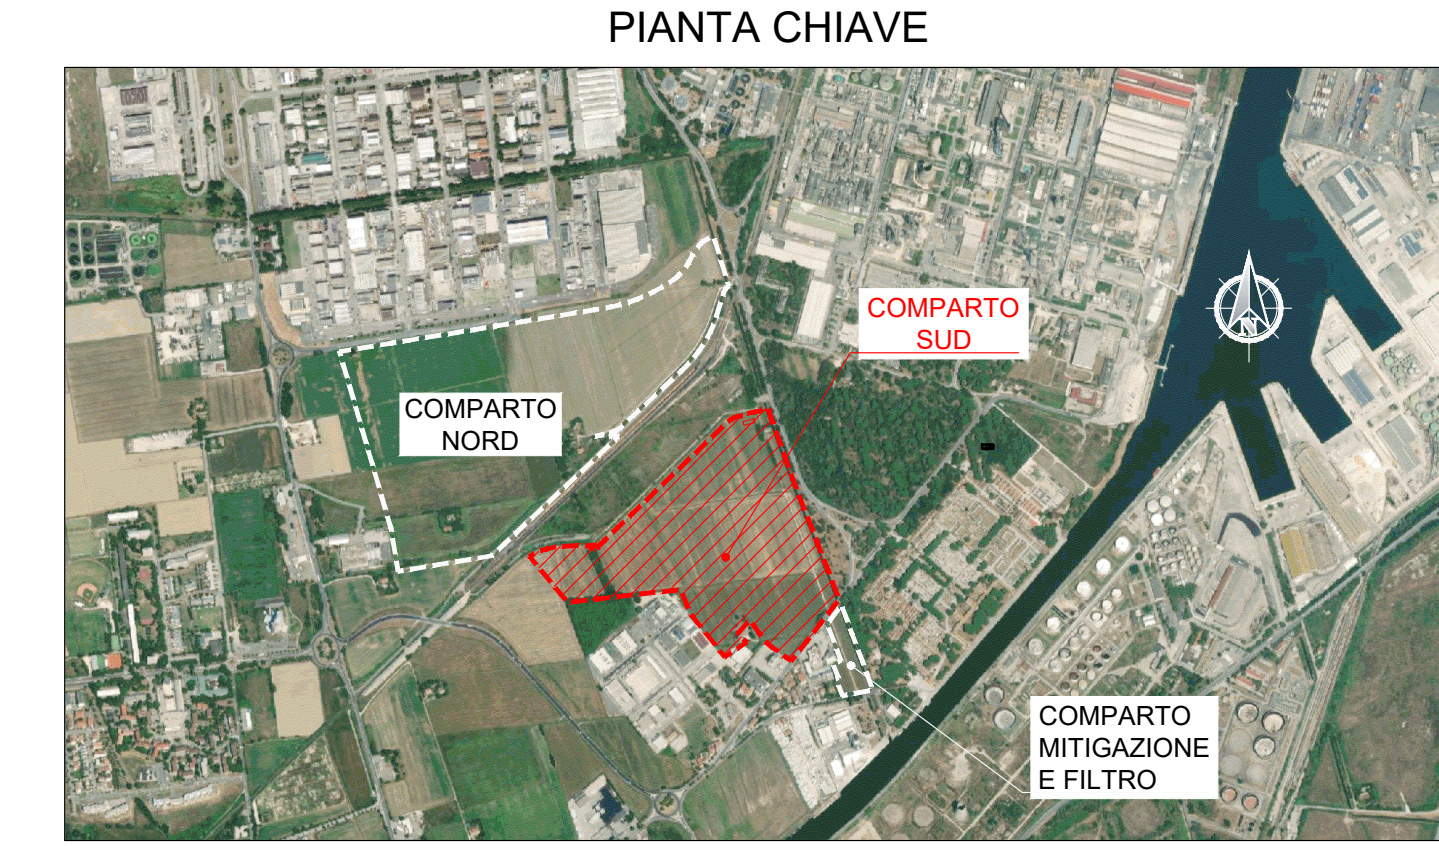 PIANTA CHIAVE
COMPARTO
SUD
N
COMPARTO
NORD
COMPARTO
MITIGAZIONE
E FILTRO